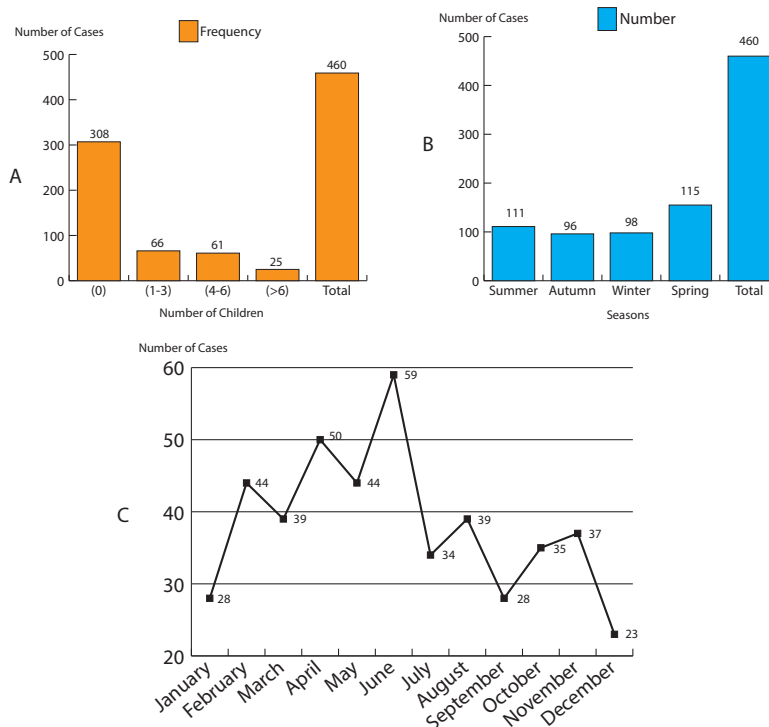 Number of Cases
Frequency
500
400
300
200
100
0
308
66
61
25
460
(0)
(1-3)
(4-6)
(>6)
Total
Number of Children
A
Number of Cases
Number
500
400
300
200
100
0
111
96
98
115
460
Summer
Autumn
Winter
Spring
Total
Seasons
B
Number of Cases
60
50
40
30
20
28
44
39
50
44
59
34
39
28
35
37
23
January
February
March
April
May
June
July
August
September
October
November
December
C